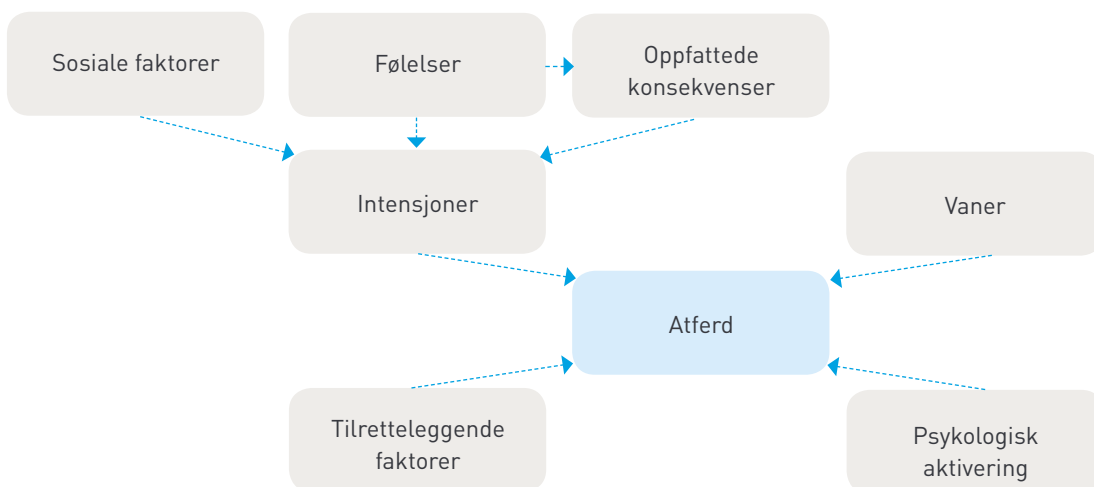 Sosiale faktorer
Følelser
Oppfattede
konsekvenser
Intensjoner
Vaner
Atferd
Tilretteleggende
faktorer
Psykologisk
aktivering